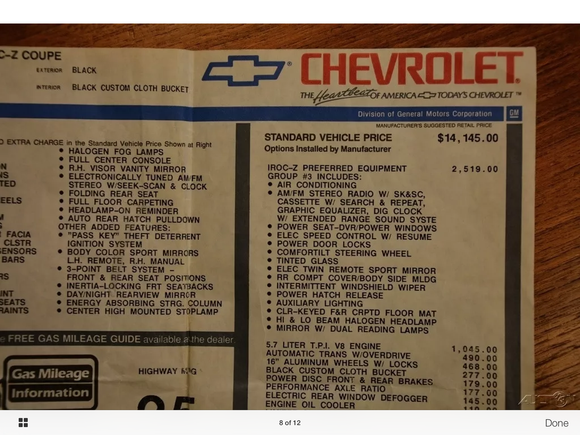 C-Z COUPE
EXTERIOR BLACK
INTERIOR BLACK CUSTOM CLOTH BUCKET
CHEVROLET
THE Heartbeat OF AMERICA TODAY'S CHEVROLET ™
Division of General Motors Corporation GM
MANUFACTURER'S SUGGESTED RETAIL PRICE
EXTRA CHARGE in the Standard Vehicle Price Shown at Right
• HALOGEN FOG LAMPS
• FULL CENTER CONSOLE
• R.H. VISOR VANITY MIRROR
• ELECTRONICALLY TUNED AM/FM
STEREO W/SEEK-SCAN & CLOCK
• FOLDING REAR SEAT
• FULL FLOOR CARPETING
• HEADLAMP-ON REMINDER
• AUTO REAR HATCH PULLDOWN
OTHER ADDED FEATURES:
• "PASS KEY" THEFT DETERRENT
IGNITION SYSTEM
• BODY COLOR SPORT MIRRORS
L.H. REMOTE, R.H. MANUAL
• 3-POINT BELT SYSTEM -
FRONT & REAR SEAT POSITIONS
• INERTIA-LOCKING FRT SEATBACKS
• DAY/NIGHT REARVIEW MIRROR
• ENERGY ABSORBING STRG. COLUMN
• CENTER HIGH MOUNTED STOPLAMP
FACIA
CLSTR
BARS
FREE GAS MILEAGE GUIDE available at the dealer
Gas Mileage
Information
HIGHWAY MPG
STANDARD VEHICLE PRICE $14,145.00
Options Installed by Manufacturer
IROC-Z PREFERRED EQUIPMENT 2,519.00
GROUP #3 INCLUDES:
• AIR CONDITIONING
• AM/FM STEREO RADIO W/ SK&SC,
CASSETTE W/ SEARCH & REPEAT,
GRAPHIC EQUALIZER, DIG CLOCK
W/ EXTENDED RANGE SOUND SYSTE
• POWER SEAT-DVR/POWER WINDOWS
• ELEC SPEED CONTROL W/ RESUME
• POWER DOOR LOCKS
• COMFORTILT STEERING WHEEL
• TINTED GLASS
• ELEC TWIN REMOTE SPORT MIRROR
• RR COMPT COVER/BODY SIDE MLDG
• INTERMITTENT WINDSHIELD WIPER
• POWER HATCH RELEASE
• AUXILIARY LIGHTING
• CLR-KEYED F&R CRPTD FLOOR MAT
• HI & LO BEAM HALOGEN HEADLAMP
• MIRROR W/ DUAL READING LAMPS
5.7 LITER T.P.I. V8 ENGINE 1,045.00
AUTOMATIC TRANS W/OVERDRIVE 490.00
16" ALUMINUM WHEELS W/ LOCKS 468.00
BLACK CUSTOM CLOTH BUCKET 277.00
POWER DISC FRONT & REAR BRAKES 179.00
PERFORMANCE AXLE RATIO 177.00
ELECTRIC REAR WINDOW DEFOGGER 145.00
ENGINE OIL COOLER
8 of 12
Done